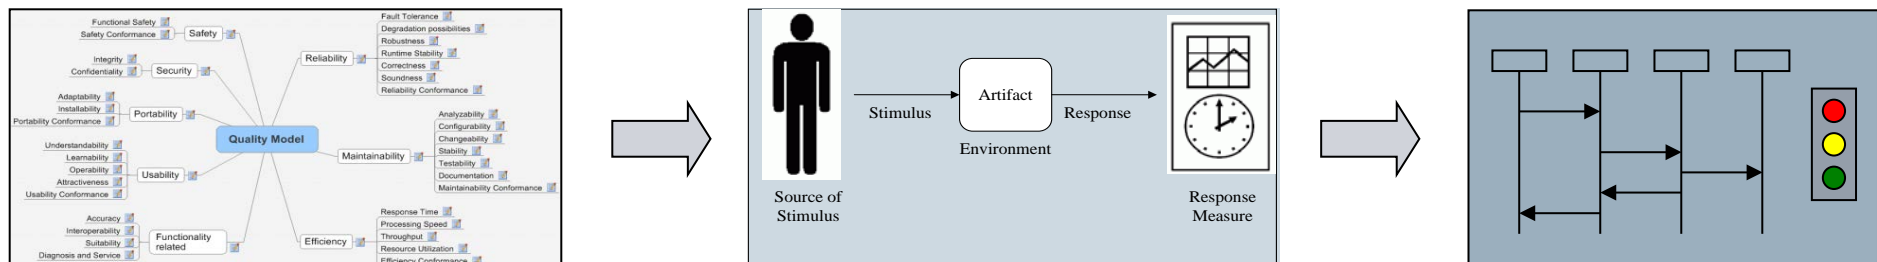 Functional Safety
Safety Conformance
Safety
Integrity
Confidentiality
Security
Adaptability
Installability
Portability Conformance
Portability
Understandability
Learnability
Operability
Attractiveness
Usability Conformance
Usability
Accuracy
Interoperability
Suitability
Diagnosis and Service
Functionality
related
Quality Model
Reliability
Fault Tolerance
Degradation possibilities
Robustness
Runtime Stability
Correctness
Soundness
Reliability Conformance
Maintainability
Analyzability
Configurability
Changeability
Stability
Testability
Documentation
Maintainability Conformance
Efficiency
Response Time
Processing Speed
Throughput
Resource Utilization
Efficiency Conformance
Source of
Stimulus
Stimulus
Artifact
Environment
Response
Response
Measure